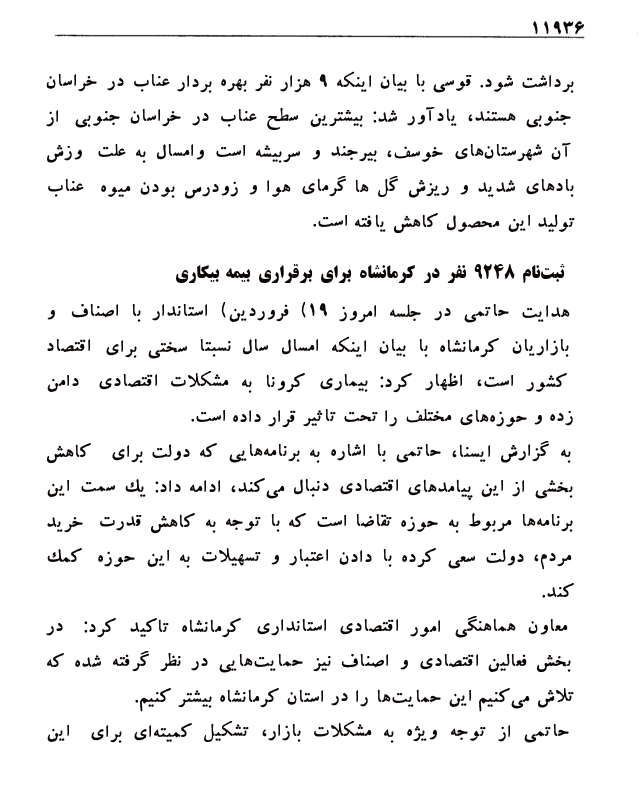 ۱۱۹۳۶
برداشت شود. قوسی با بیان اینکه ۹ هزار نفر بهره بردار عناب در خراسان
جنوبی هستند، یادآور شد: بیشترین سطح عناب در خراسان جنوبی از
آن شهرستان‌های خوسف، بیرجند و سربیشه است وامسال به علت وزش
بادهای شدید و ریزش گل ها گرمای هوا و زودرس بودن میوه عناب
تولید این محصول کاهش یافته است.
ثبت‌نام ۹۲۴۸ نفر در کرمانشاه برای برقراری بیمه بیکاری
هدایت حاتمی در جلسه امروز ۱۹) فروردین) استاندار با اصناف و
بازاریان کرمانشاه با بیان اینکه امسال سال نسبتا سختی برای اقتصاد
کشور است، اظهار کرد: بیماری کرونا به مشکلات اقتصادی دامن
زده و حوزه‌های مختلف را تحت تاثیر قرار داده است.
به گزارش ایسنا، حاتمی با اشاره به برنامه‌هایی که دولت برای کاهش
بخشی از این پیامدهای اقتصادی دنبال می‌کند، ادامه داد: یك سمت این
برنامه‌ها مربوط به حوزه تقاضا است که با توجه به کاهش قدرت خرید
مردم، دولت سعی کرده با دادن اعتبار و تسهیلات به این حوزه کمك
کند.
معاون هماهنگی امور اقتصادی استانداری کرمانشاه تاکید کرد: در
بخش فعالین اقتصادی و اصناف نیز حمایت‌هایی در نظر گرفته شده که
تلاش می‌کنیم این حمایت‌ها را در استان کرمانشاه بیشتر کنیم.
حاتمی از توجه ویژه به مشکلات بازار، تشکیل کمیته‌ای برای این